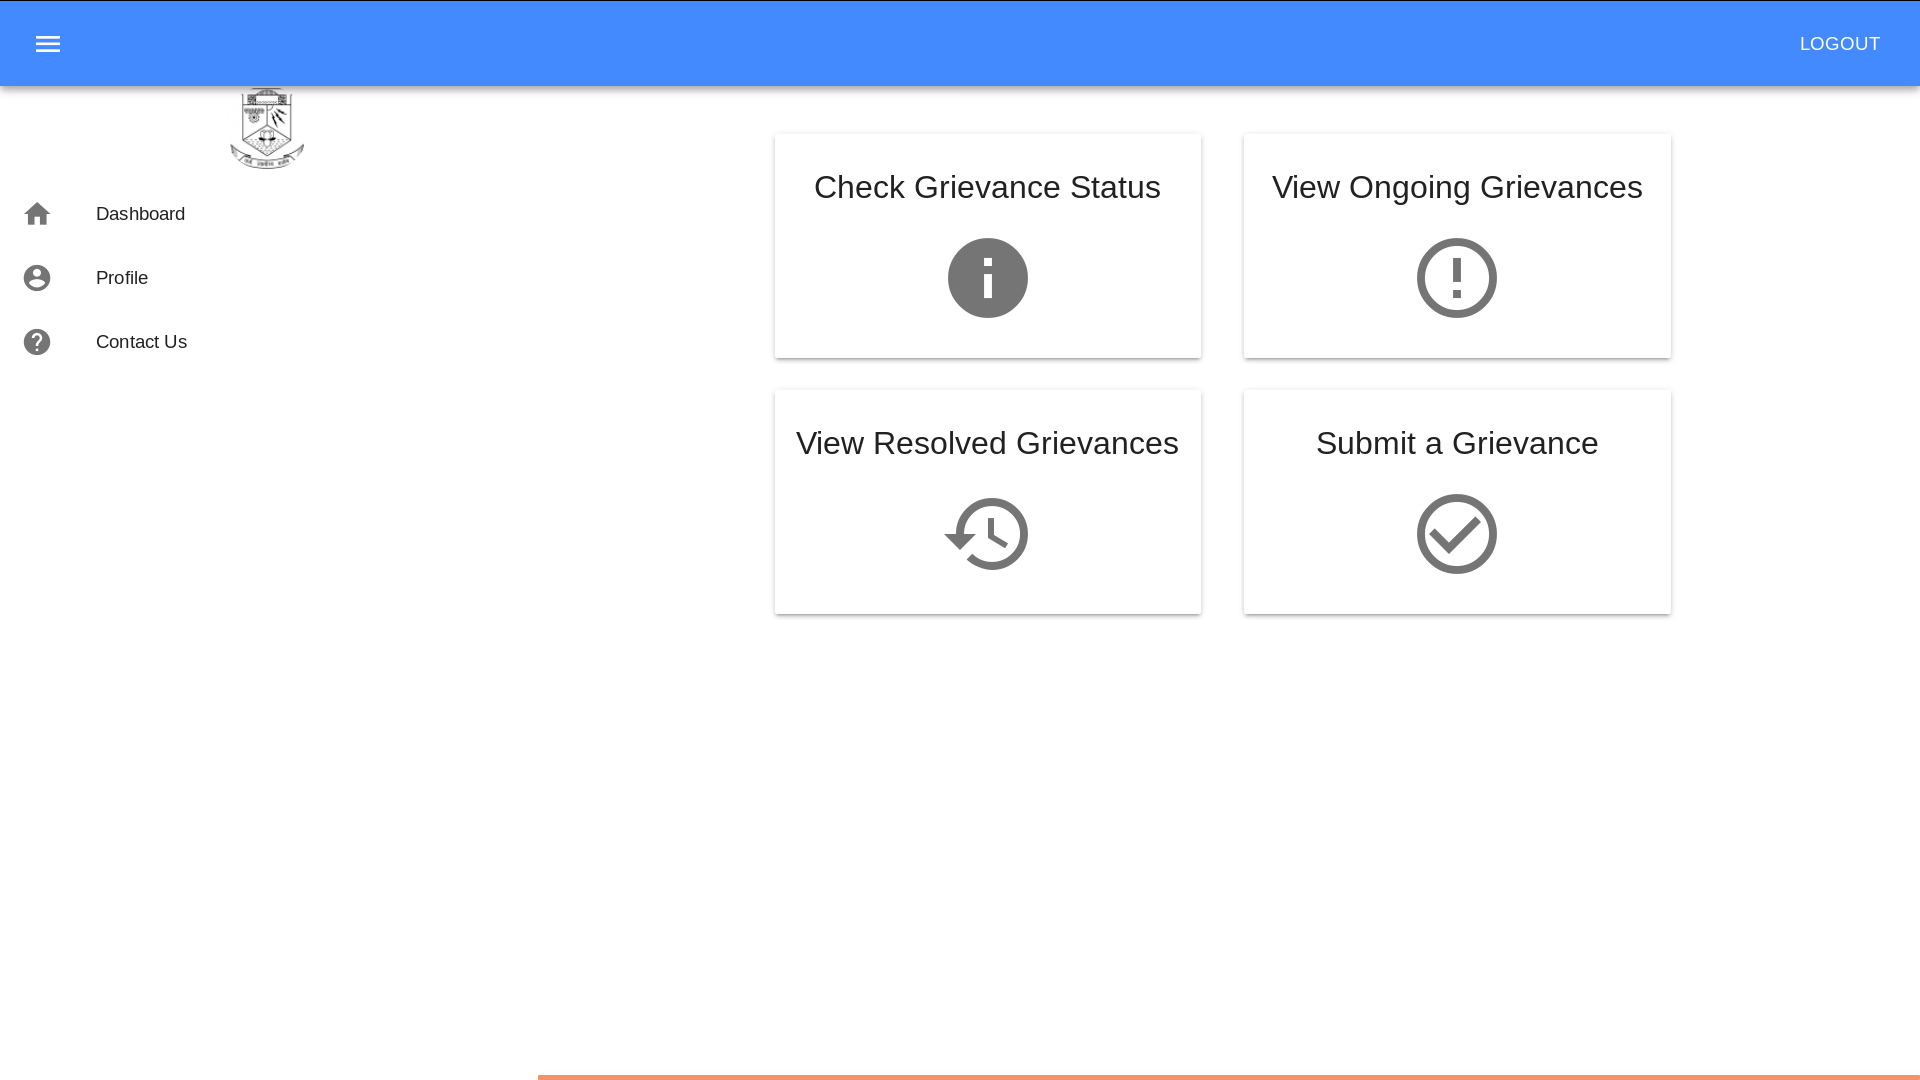 LOGOUT
Dashboard
Profile
Contact Us
Check Grievance Status
View Ongoing Grievances
View Resolved Grievances
Submit a Grievance